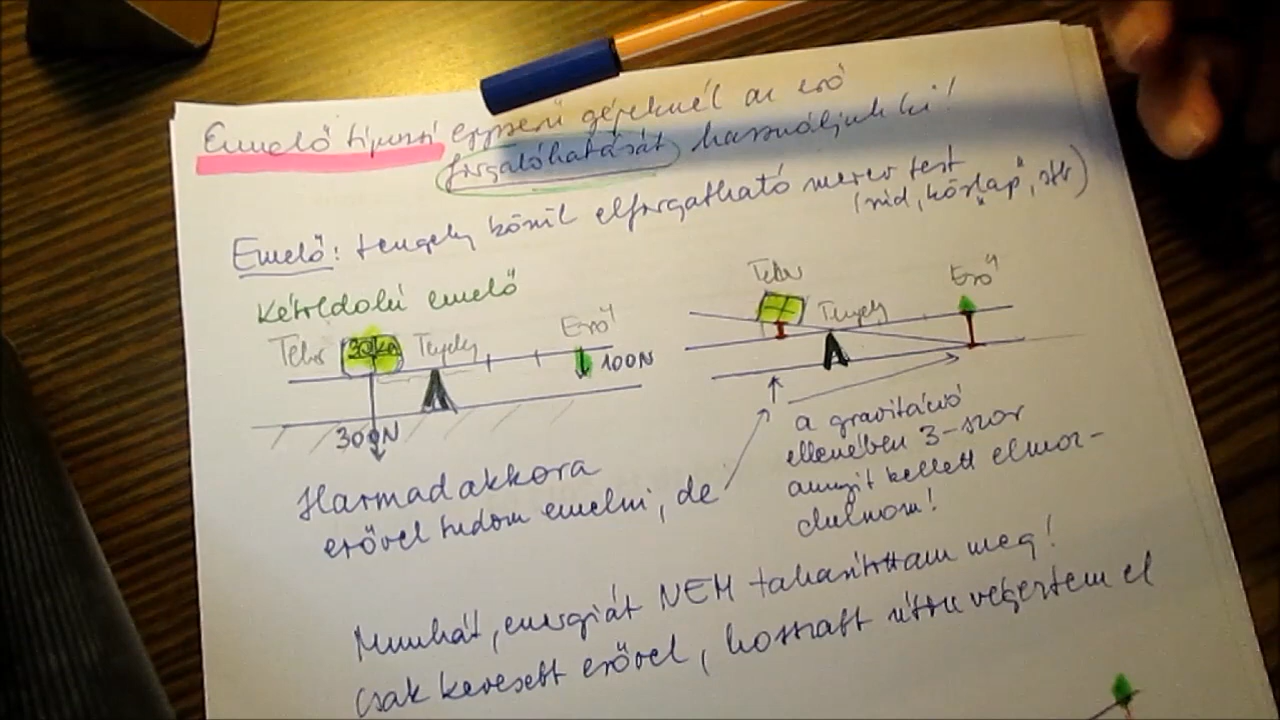 Emelő típusú egyszerű gépeknél az erő
forgatóhatását használjuk ki!
Emelő: tengely körül elforgatható merev test
(rúd, "körlap", stb)
Kétoldalú emelő
Teher 30kg Tengely Erő 100N
300N
Teher Tengely Erő
Harmadakkora
erővel tudom emelni, de
a gravitáció
ellenében 3-szor
annyit kellett elmoz-
dulnom!
Munkát, energiát NEM takarítottam meg!
csak kevesebb erővel, hosszabb úton végeztem el